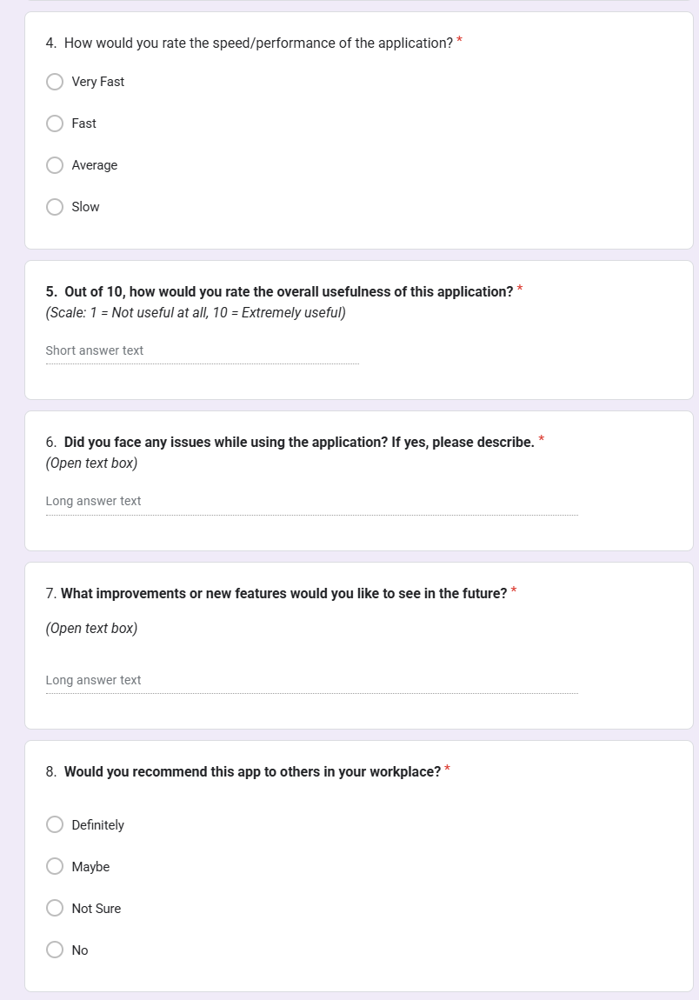 4. How would you rate the speed/performance of the application? *
Very Fast
Fast
Average
Slow
5. Out of 10, how would you rate the overall usefulness of this application? *
(Scale: 1 = Not useful at all, 10 = Extremely useful)
Short answer text
6. Did you face any issues while using the application? If yes, please describe. *
(Open text box)
Long answer text
7. What improvements or new features would you like to see in the future? *
(Open text box)
Long answer text
8. Would you recommend this app to others in your workplace? *
Definitely
Maybe
Not Sure
No